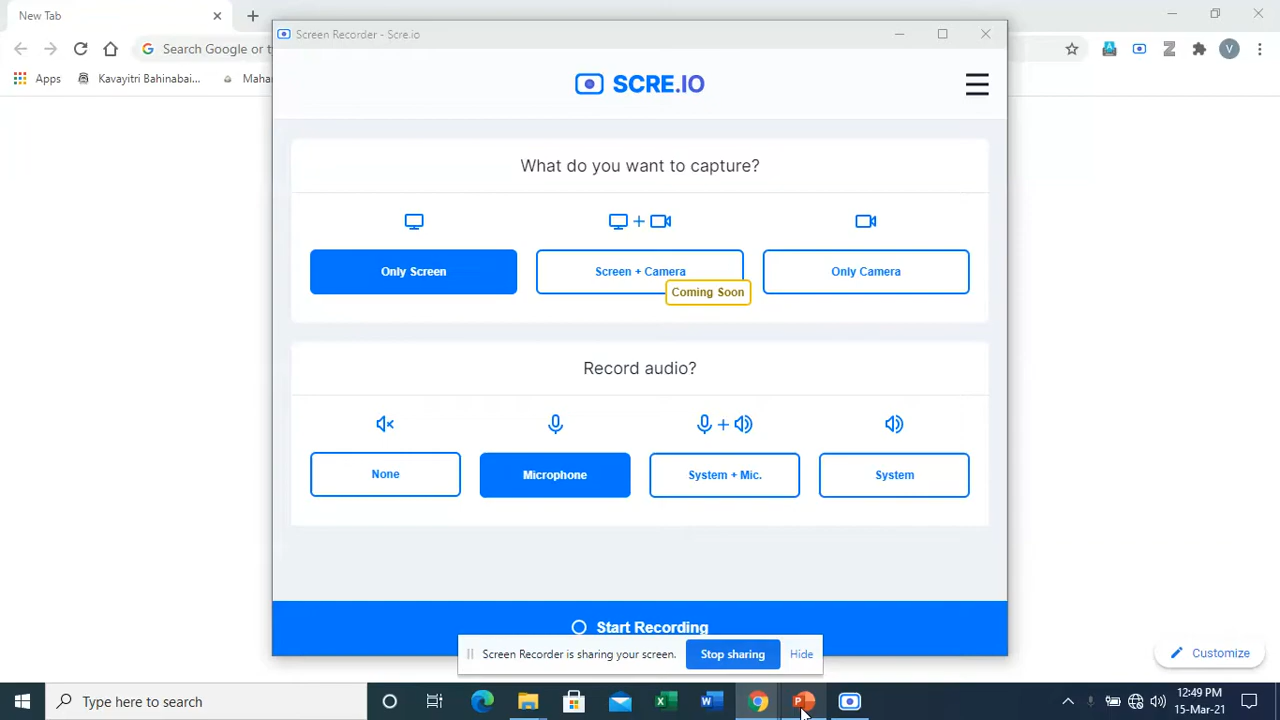 New Tab
Screen Recorder - Scre.io
Search Google or t
V
Apps
Kavayitri Bahinabai...
Mahar
SCRE.IO
What do you want to capture?
Only Screen
Screen + Camera
Only Camera
Coming Soon
Record audio?
None
Microphone
System + Mic.
System
Start Recording
Screen Recorder is sharing your screen.
Stop sharing
Hide
Customize
Type here to search
12:49 PM
15-Mar-21